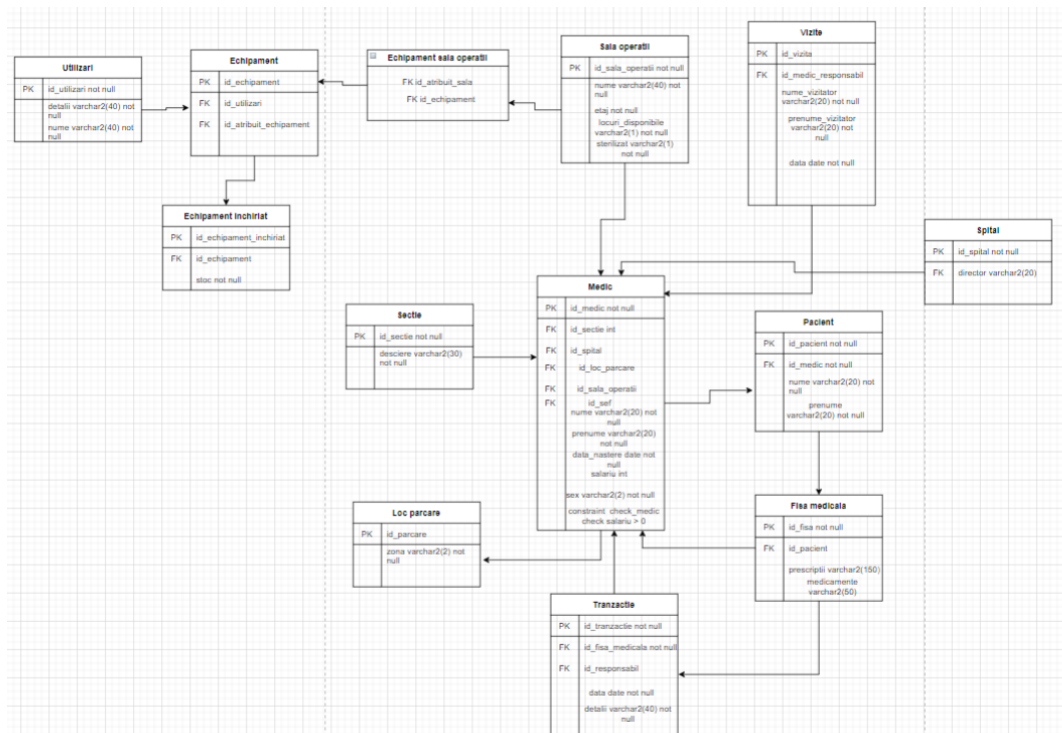 Utilizari
PK id_utilizari not null
detalii varchar2(40) not
null
nume varchar2(40) not
null
Echipament
PK id_echipament
FK id_utilizari
FK id_atribuit_echipament
Echipament sala operatii
FK id_atribuit_sala
FK id_echipament
Sala operatii
PK id_sala_operatii not null
nume varchar2(40) not
null
etaj not null
locuri_disponibile
varchar2(1) not null
sterilizat varchar2(1)
not null
Vizite
PK id_vizita
FK id_medic_responsabil
nume_vizitator
varchar2(20) not null
prenume_vizitator
varchar2(20) not
null
data date not null
Echipament inchiriat
PK id_echipament_inchiriat
FK id_echipament
stoc not null
Spital
PK id_spital not null
FK director varchar2(20)
Medic
PK id_medic not null
FK id_sectie int
FK id_spital
FK id_loc_parcare
FK id_sala_operatii
FK id_sef
nume varchar2(20) not
null
prenume varchar2(20)
not null
data_nastere date not
null
salariu int
sex varchar2(2) not null
constraint check_medic
check salariu > 0
Sectie
PK id_sectie not null
desciere varchar2(30)
not null
Pacient
PK id_pacient not null
FK id_medic not null
nume varchar2(20) not
null
prenume
varchar2(20) not null
Loc parcare
PK id_parcare
zona varchar2(2) not
null
Fisa medicala
PK id_fisa not null
FK id_pacient
prescriptii varchar2(150)
medicamente
varchar2(50)
Tranzactie
PK id_tranzactie not null
FK id_fisa_medicala not null
FK id_responsabil
data date not null
detalii varchar2(40) not
null